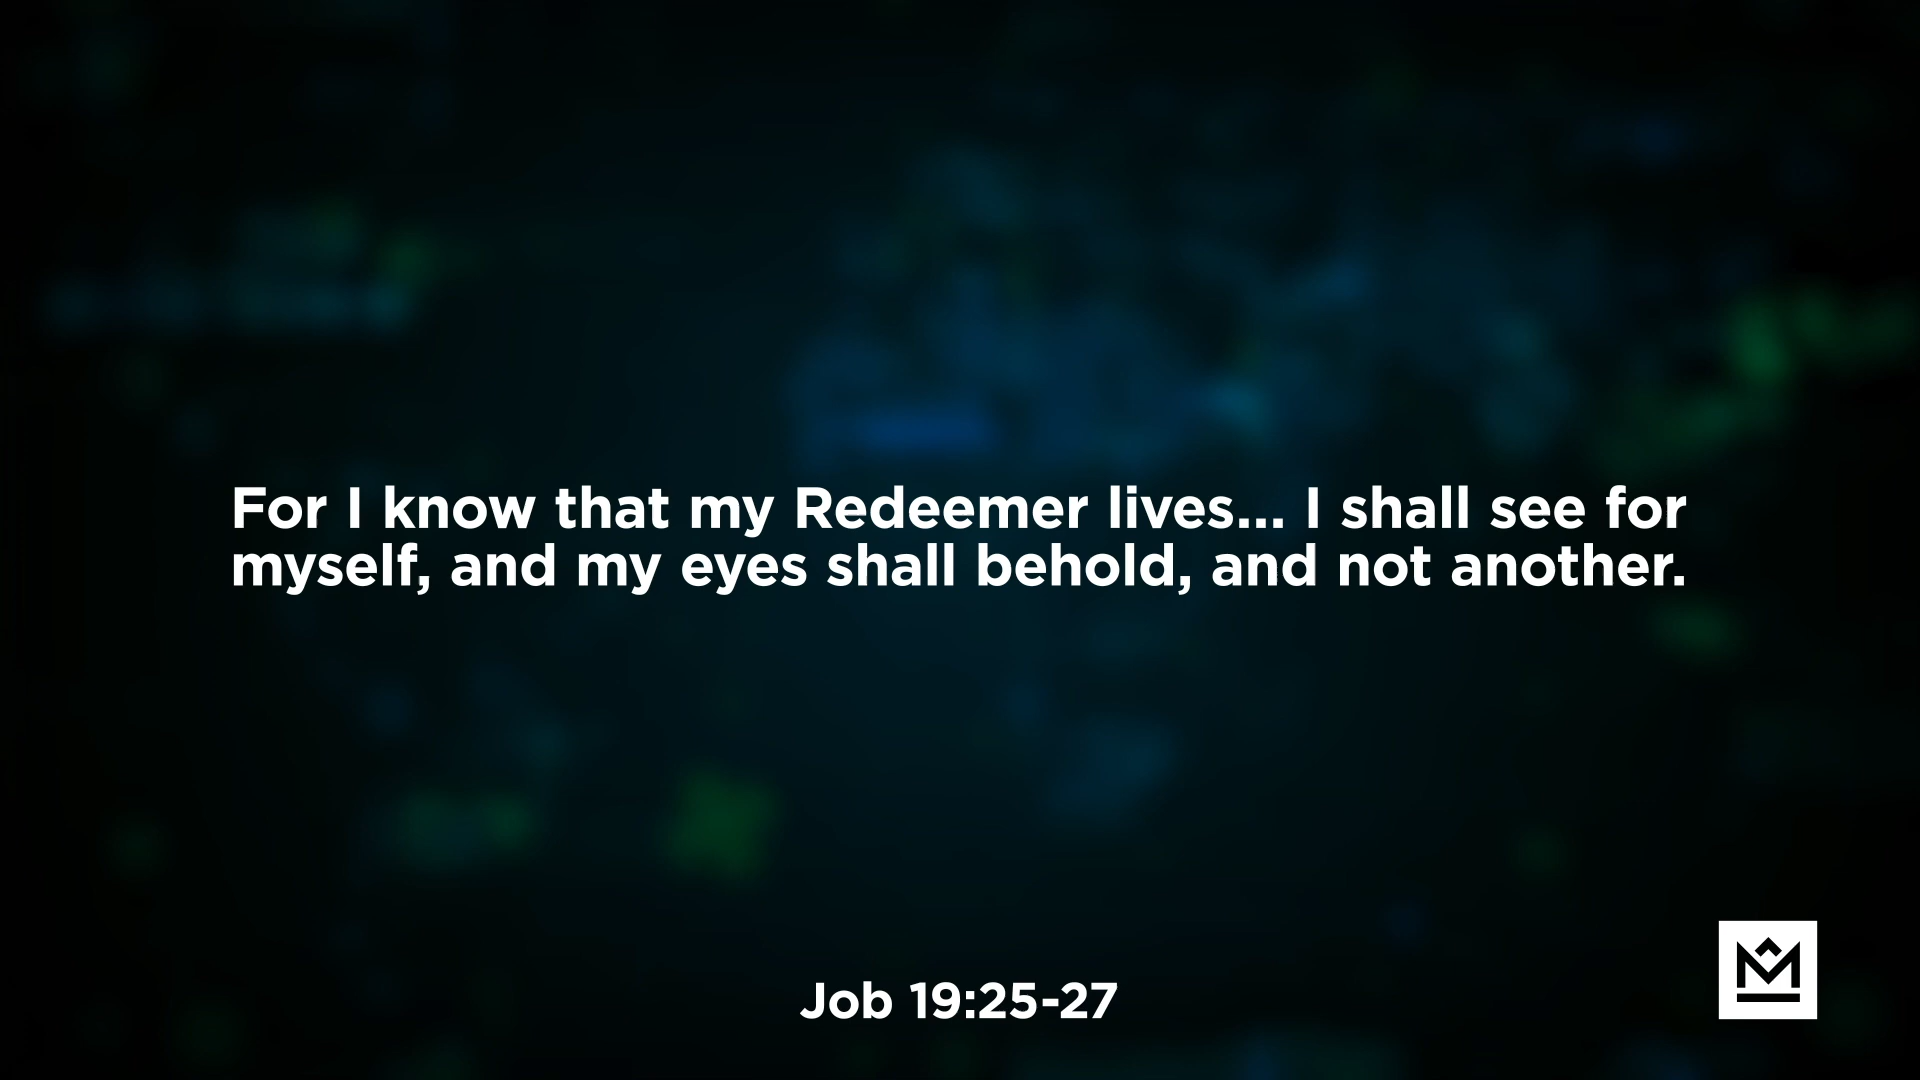 For I know that my Redeemer lives... I shall see for
myself, and my eyes shall behold, and not another.
Job 19:25-27